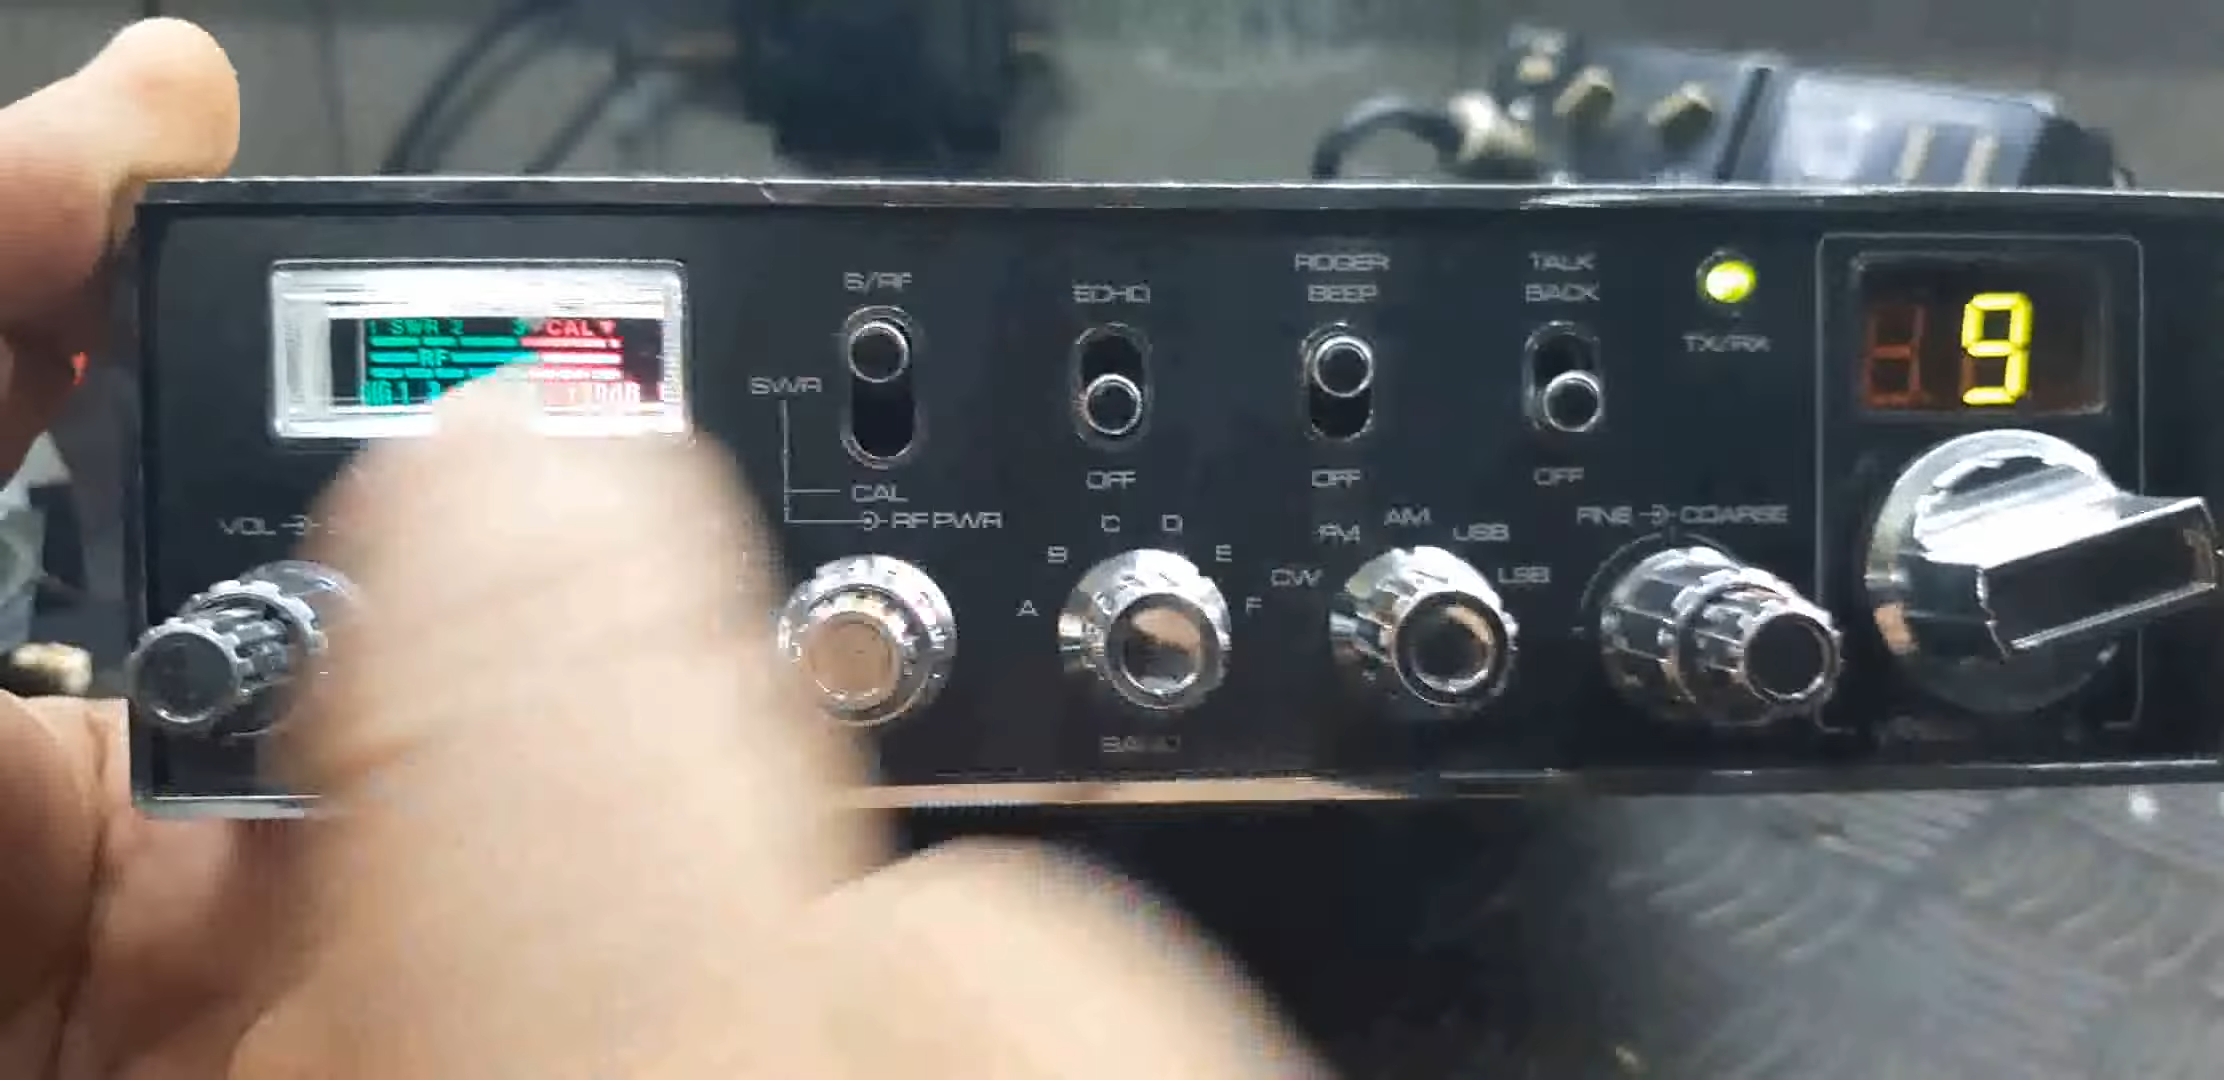 1 SWR 2 3 CAL
RF
S/RF
ECHO
ROGER
BEEP
TALK
BACK
TX/RX
9
SWR
CAL
RF PWR
OFF
OFF
OFF
VOL
A B C D E F
BAND
CW FM AM USB LSB
FINE COARSE